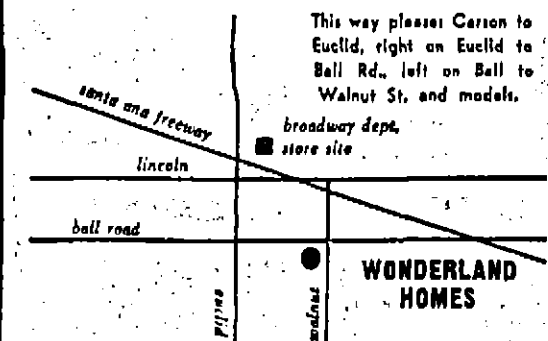 This way please: Carson to
Euclid, right on Euclid to
Ball Rd., left on Ball to
Walnut St. and models.
santa ana freeway
broadway dept.
store site
lincoln
ball road
WONDERLAND
HOMES
euclid
walnut